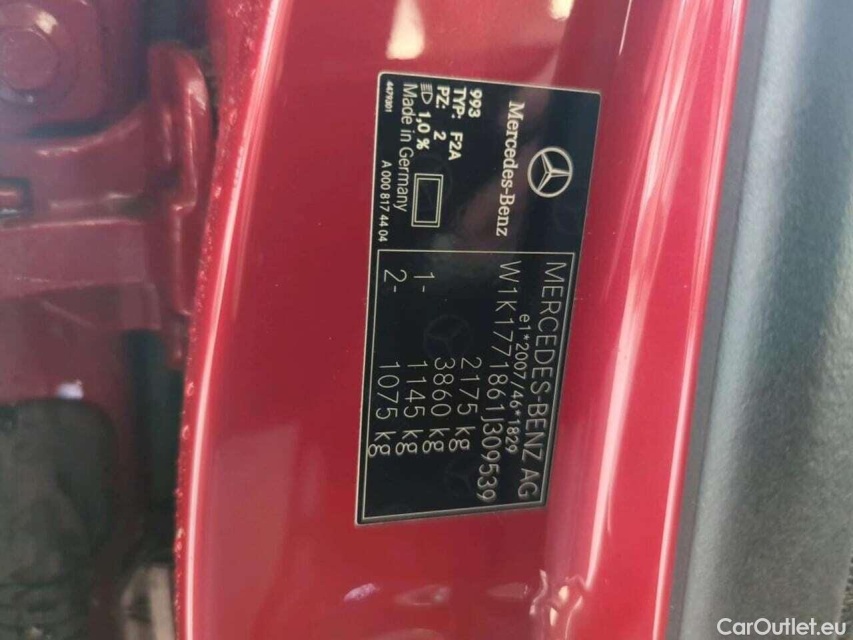 Mercedes-Benz
993
TYP: F2A
PZ: 2
1,0 %
Made in Germany
4479301
A 000 817 44 04
MERCEDES-BENZ AG
e1*2007/46*1829
W1K1771861J309539
2175 kg
3860 kg
1- 1145 kg
2- 1075 kg
CarOutlet.eu